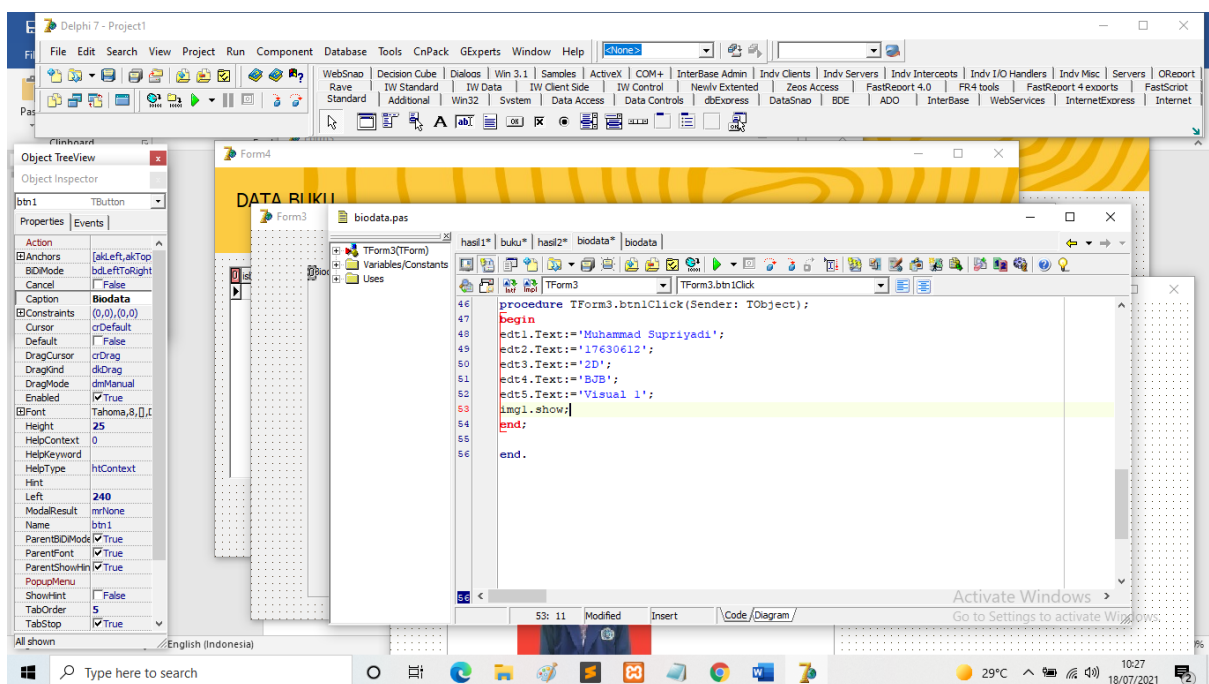 Delphi 7 - Project1
File Edit Search View Project Run Component Database Tools CnPack GExperts Window Help <None>
WebSnap Decision Cube Dialogs Win 3.1 Samples ActiveX COM+ InterBase Admin Indy Clients Indy Servers Indy Intercepts Indy I/O Handlers Indy Misc Servers QReport
Rave IW Standard IW Data IW Client Side IW Control Newly Extented Zeos Access FastReport 4.0 FR4 tools FastReport 4 exports FastScript
Standard Additional Win32 System Data Access Data Controls dbExpress DataSnap BDE ADO InterBase WebServices InternetExpress Internet
Clipboard
Object TreeView
Object Inspector
btn1 TButton
Properties Events
Action
Anchors [akLeft,akTop
BiDiMode bdLeftToRight
Cancel False
Caption Biodata
Constraints (0,0),(0,0)
Cursor crDefault
Default False
DragCursor crDrag
DragKind dkDrag
DragMode dmManual
Enabled True
Font Tahoma,8,[],
Height 25
HelpContext 0
HelpKeyword
HelpType htContext
Hint
Left 240
ModalResult mrNone
Name btn1
ParentBiDiMode True
ParentFont True
ParentShowHin True
PopupMenu
ShowHint False
TabOrder 5
TabStop True
All shown
English (Indonesia)
Form4
DATA BUKU
Form3
biodata.pas
TForm3(TForm)
Variables/Constants
Uses
hasil1* buku* hasil2* biodata* biodata
TForm3 TForm3.btn1Click
46 procedure TForm3.btn1Click(Sender: TObject);
47 begin
48 edt1.Text:='Muhammad Supriyadi';
49 edt2.Text:='17630612';
50 edt3.Text:='2D';
51 edt4.Text:='BJB';
52 edt5.Text:='Visual 1';
53 img1.show;
54 end;
55
56 end.
56
53: 11 Modified Insert Code Diagram
Activate Windows
Go to Settings to activate Windows.
Type here to search
29°C
10:27
18/07/2021
2